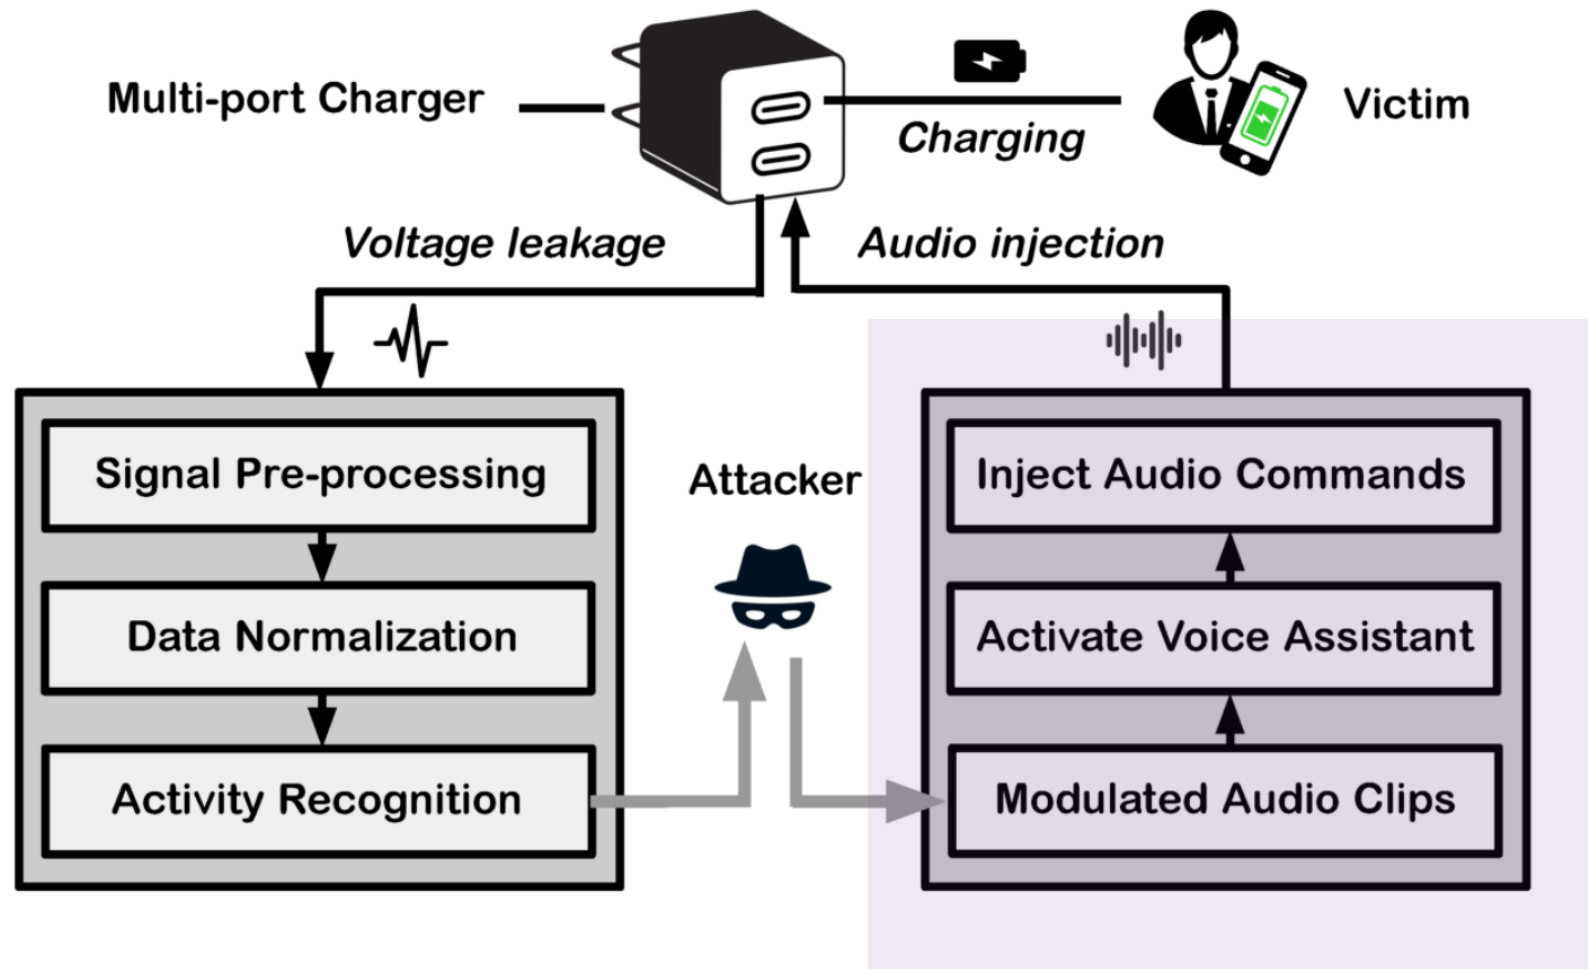 Multi-port Charger
Charging
Victim
Voltage leakage
Audio injection
Signal Pre-processing
Data Normalization
Activity Recognition
Attacker
Inject Audio Commands
Activate Voice Assistant
Modulated Audio Clips